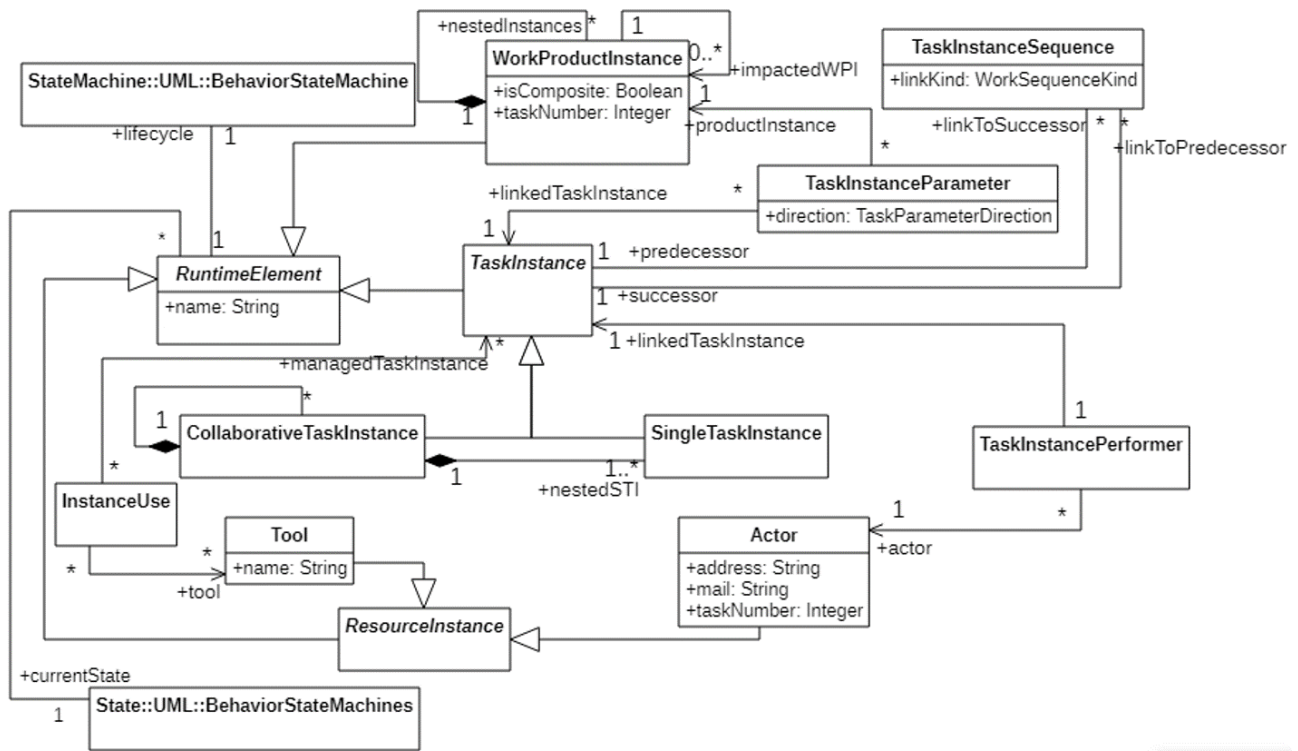 +nestedInstances
*
1
WorkProductInstance
0..*
+impactedWPI
+isComposite: Boolean
+taskNumber: Integer
1
1
+productInstance
*
TaskInstanceSequence
+linkKind: WorkSequenceKind
+linkToSuccessor
*
*
+linkToPredecessor
StateMachine::UML::BehaviorStateMachine
+lifecycle
1
TaskInstanceParameter
+direction: TaskParameterDirection
+linkedTaskInstance
*
1
*
1
RuntimeElement
+name: String
TaskInstance
1
+predecessor
1
+successor
1
+linkedTaskInstance
*
+managedTaskInstance
*
1
CollaborativeTaskInstance
SingleTaskInstance
1
1..*
+nestedSTI
1
TaskInstancePerformer
*
InstanceUse
*
*
+tool
Tool
+name: String
Actor
+address: String
+mail: String
+taskNumber: Integer
1
*
+actor
ResourceInstance
+currentState
1
State::UML::BehaviorStateMachines